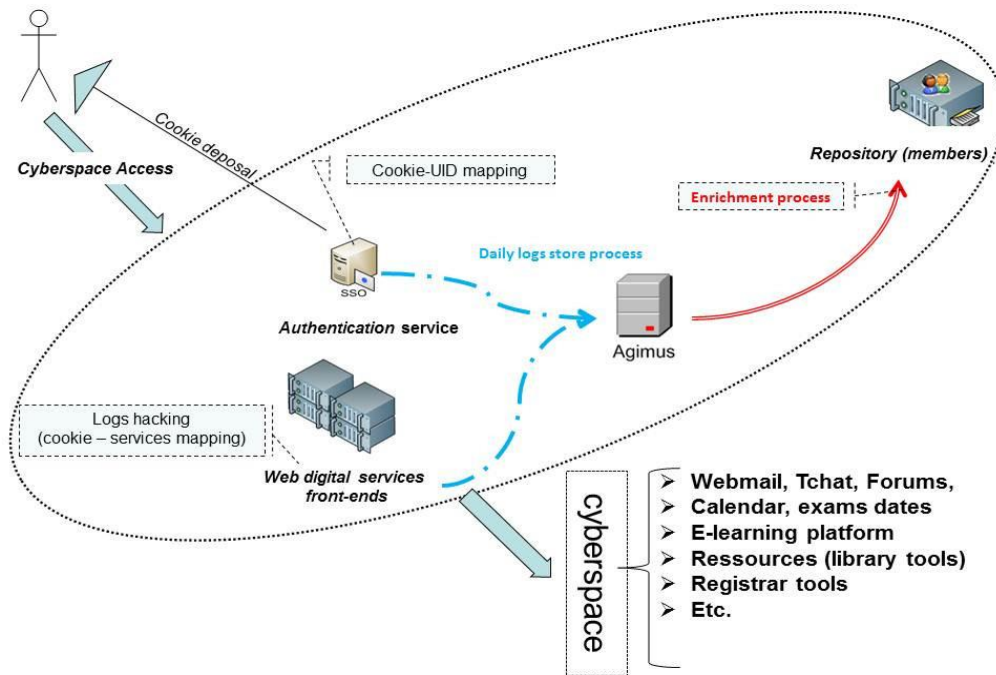 Cookie deposal
Cyberspace Access
Cookie-UID mapping
Repository (members)
Enrichment process
Daily logs store process
SSO
Authentication service
Agimus
Logs hacking
(cookie – services mapping)
Web digital services
front-ends
cyberspace
➢ Webmail, Tchat, Forums,
➢ Calendar, exams dates
➢ E-learning platform
➢ Ressources (library tools)
➢ Registrar tools
➢ Etc.